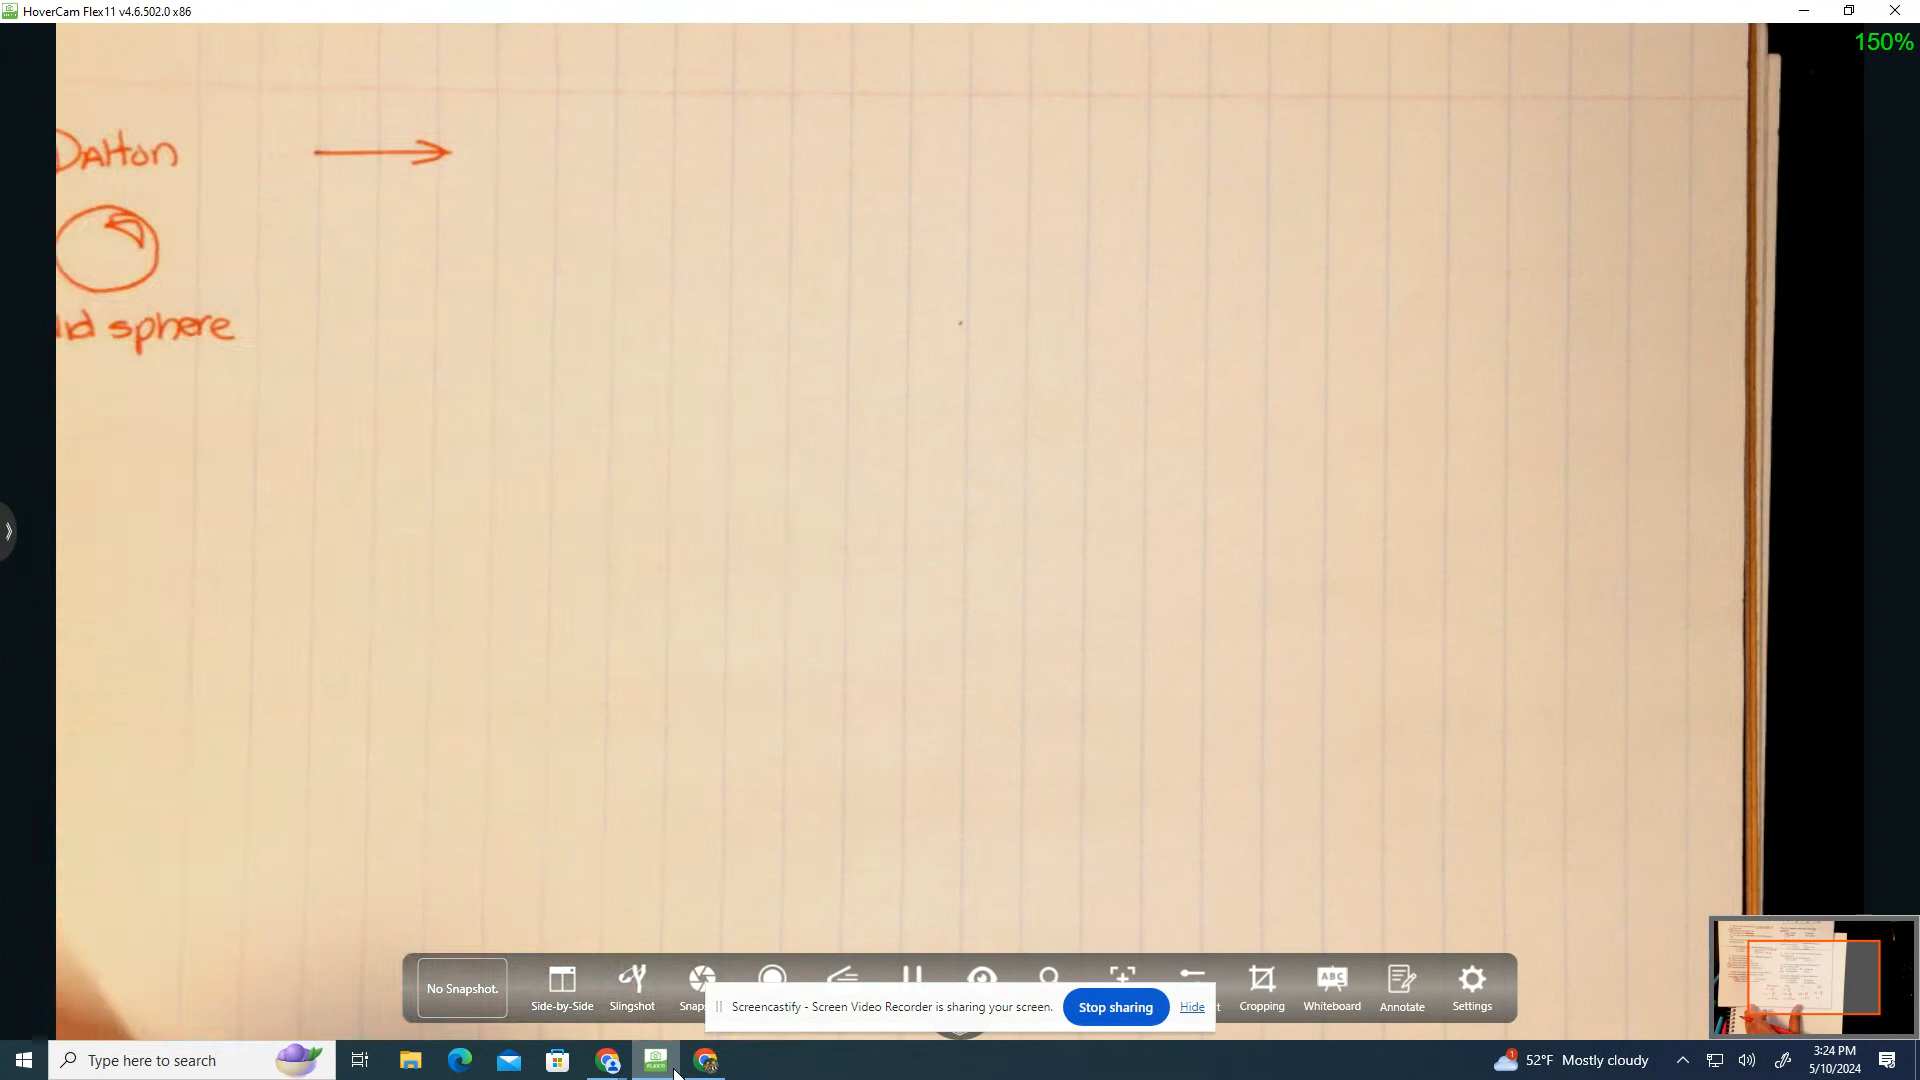 HoverCam Flex11 v4.6.502.0 x86
150%
Dalton
sphere
No Snapshot.
Side-by-Side
Slingshot
Cropping
Whiteboard
Annotate
Settings
ABC
Screencastify - Screen Video Recorder is sharing your screen.
Stop sharing
Hide
Type here to search
1
52°F Mostly cloudy
3:24 PM
5/10/2024